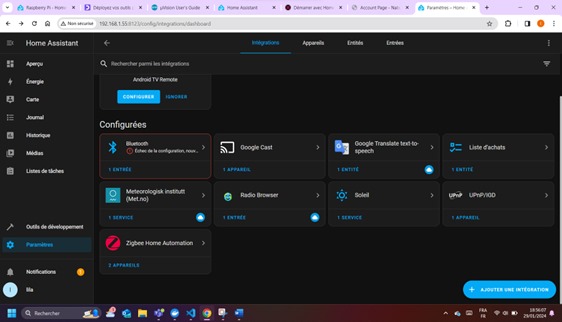 Raspberry Pi –
Déployez vos outils
µVision User's Guide
Home Assistant
Démarrer avec Home
Account Page -
Paramètres – Home
Non sécurisé
192.168.1.55:8123/config/integrations/dashboard
Home Assistant
Intégrations
Appareils
Entités
Entrées
Aperçu
Énergie
Carte
Journal
Historique
Médias
Listes de tâches
Outils de développement
Paramètres
Notifications
1
l
lila
Rechercher parmi les intégrations
Android TV Remote
CONFIGURER
IGNORER
Configurées
Bluetooth
Échec de la configuration, nouv...
1 ENTRÉE
Google Cast
1 APPAREIL
Google Translate text-to-
speech
1 ENTITÉ
Liste d'achats
1 ENTITÉ
Meteorologisk institutt
(Met.no)
1 SERVICE
Radio Browser
1 ENTRÉE
Soleil
1 SERVICE
UPnP
UPnP/IGD
1 APPAREIL
Zigbee Home Automation
2 APPAREILS
AJOUTER UNE INTÉGRATION
Rechercher
FRA
FR
18:36:07
29/01/2024